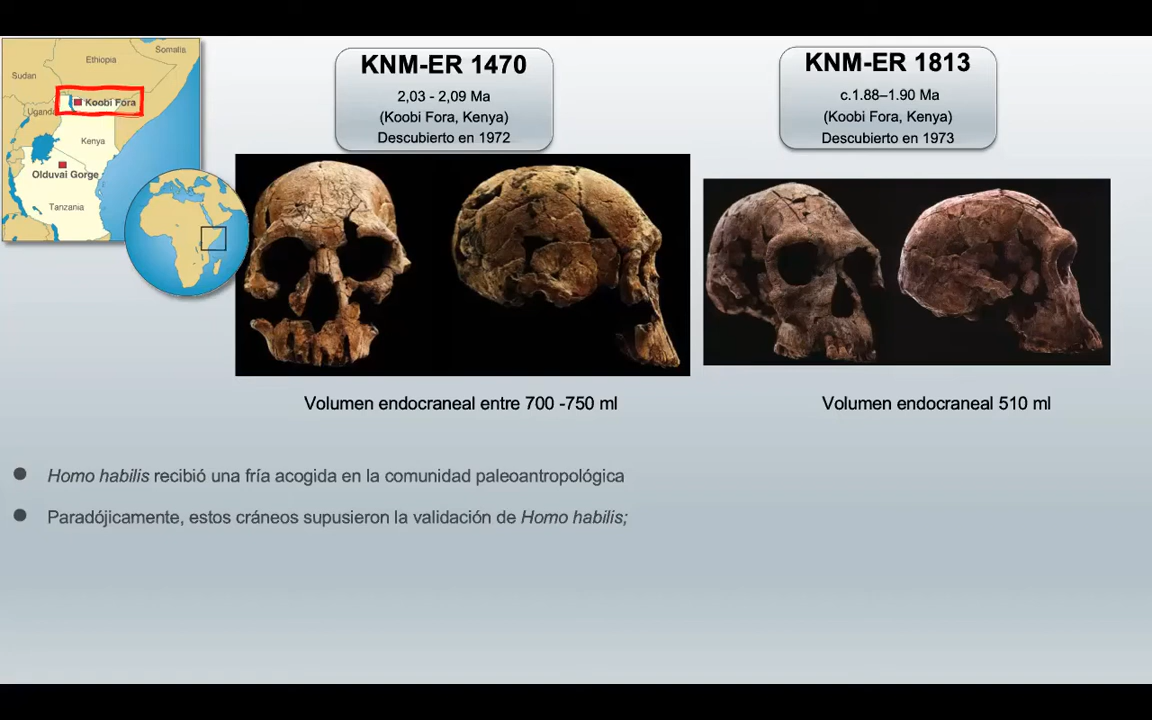 Somalis
Ethiopia
Sudan
Koobi Fora
Uganda
Kenya
Olduvai Gorge
Tanzania
KNM-ER 1470
2,03 - 2,09 Ma
(Koobi Fora, Kenya)
Descubierto en 1972
KNM-ER 1813
c.1.88–1.90 Ma
(Koobi Fora, Kenya)
Descubierto en 1973
Volumen endocraneal entre 700 -750 ml
Volumen endocraneal 510 ml
Homo habilis recibió una fría acogida en la comunidad paleoantropológica
Paradójicamente, estos cráneos supusieron la validación de Homo habilis;